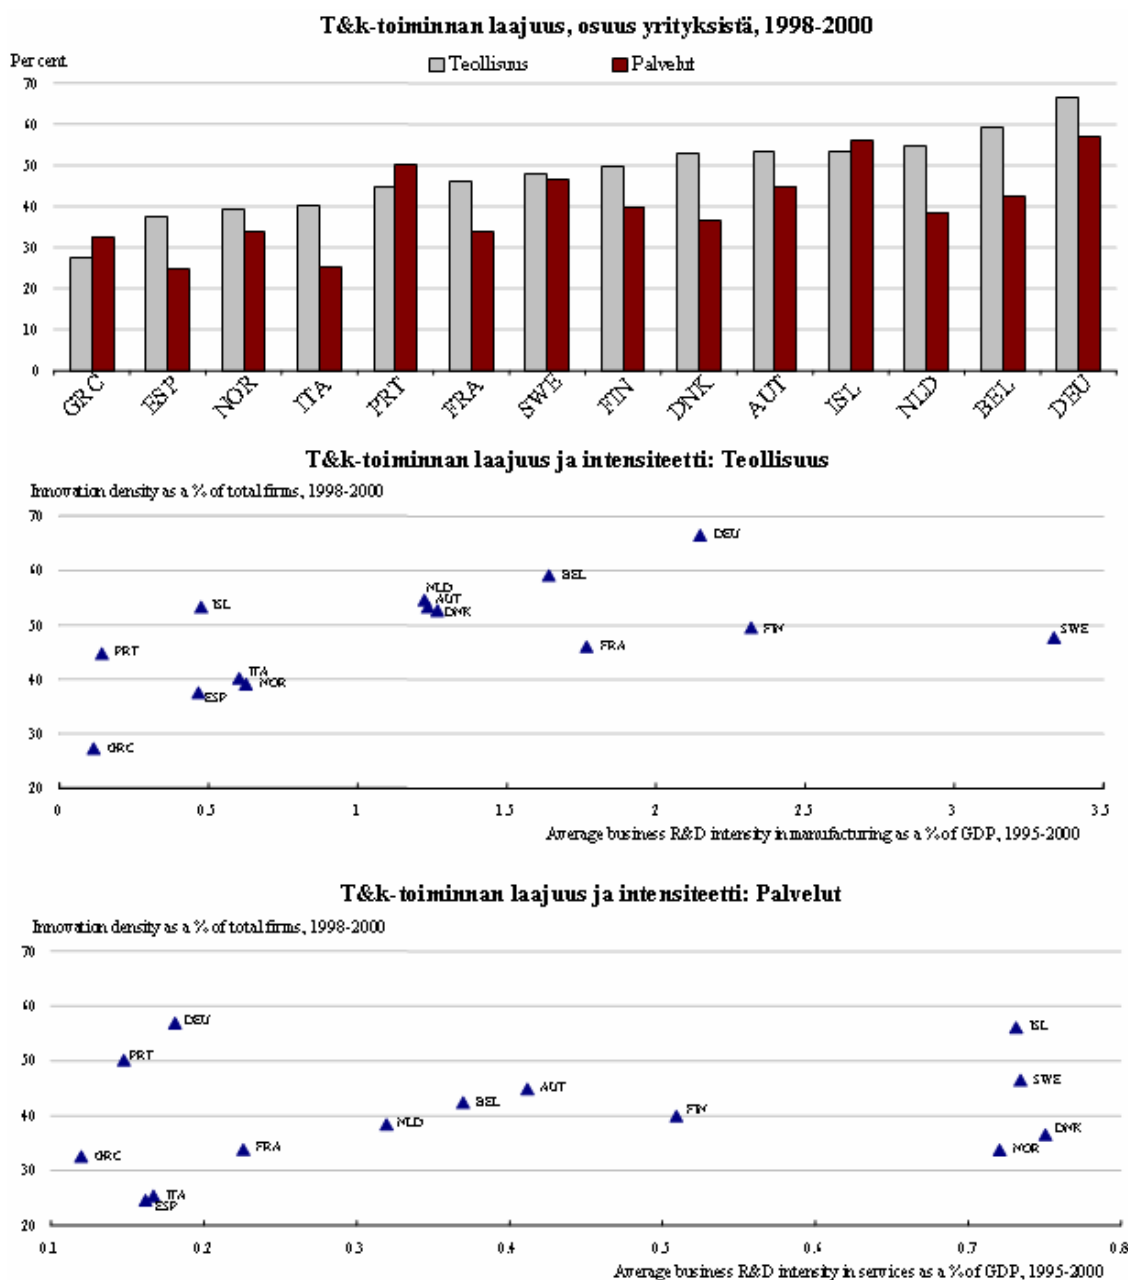 T&k-toiminnan laajuus, osuus yrityksistä, 1998-2000
Per cent.
Teollisuus Palvelut
70
60
50
40
30
20
10
0
GRC ESP NOR ITA PRT FRA SWE FIN DNK AUT ISL NLD BEL DEU
T&k-toiminnan laajuus ja intensiteetti: Teollisuus
Innovation density as a % of total firms, 1998-2000
70
DEU
60
BEL
NLD
AUT
ISL
DNK
50
FIN
SWE
FRA
PRT
40
ITA
NOR
ESP
30
GRC
20
0 0.5 1 1.5 2 2.5 3 3.5
Average business R&D intensity in manufacturing as a % of GDP, 1995-2000
T&k-toiminnan laajuus ja intensiteetti: Palvelut
Innovation density as a % of total firms, 1998-2000
70
60
DEU
ISL
50
PRT
SWE
AUT
BEL
40
FIN
NLD
DNK
FRA
NOR
GRC
30
ITA
ESP
20
0.1 0.2 0.3 0.4 0.5 0.6 0.7 0.8
Average business R&D intensity in services as a % of GDP, 1995-2000